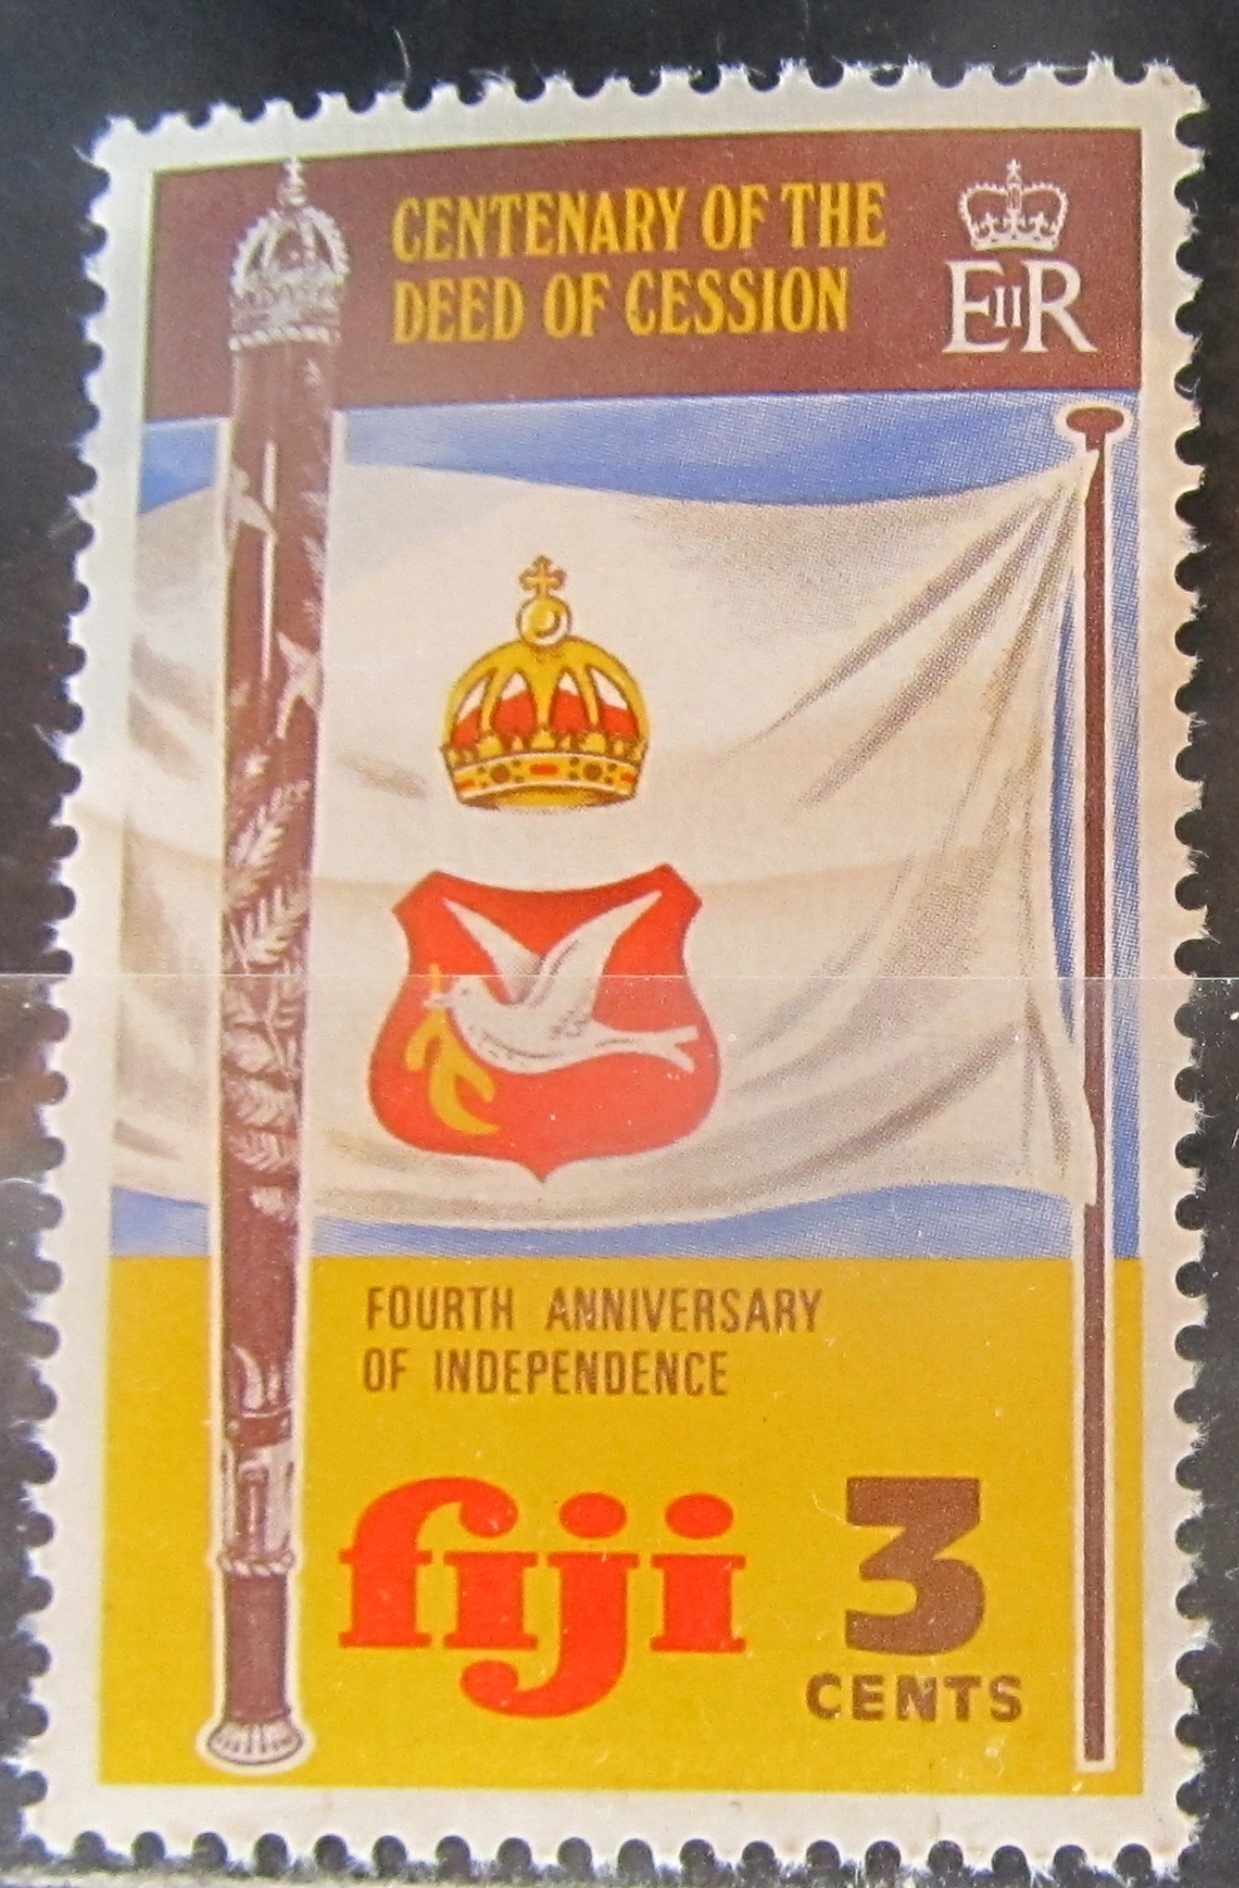 CENTENARY OF THE
DEED OF CESSION
EIIR
FOURTH ANNIVERSARY
OF INDEPENDENCE
fiji
3
CENTS